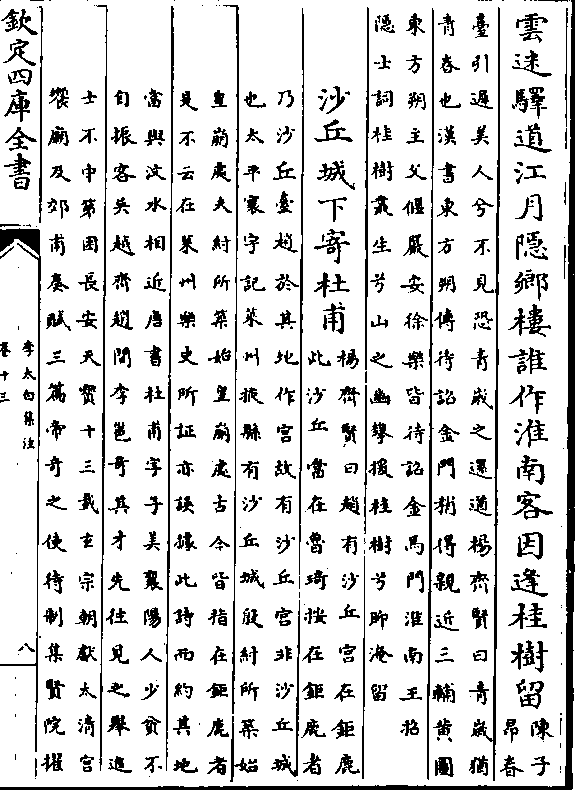 雲迷驛道江月隱鄉樓誰作淮南客因逢桂樹留陳子
昂春
臺引遲美人兮不見恐青歲之還遒楊齊賢曰青歲猶
青春也漢書東方朔傳待詔金門稍得親近三輔黃圖
東方朔主父偃嚴安徐樂皆待詔金馬門淮南王招
隱士詞桂樹叢生兮山之幽攀援桂樹兮聊淹留
沙丘城下寄杜甫
楊齊賢曰趙有沙丘宮在鉅鹿
此沙丘當在魯琦按在鉅鹿者
乃沙丘臺趙於其地作宮故有沙丘宮非沙丘城
也太平寰宇記萊州掖縣有沙丘城殷紂所築始
皇崩處夫紂所築始皇崩處古今皆指在鉅鹿者
是不云在萊州樂史所証亦誤據此詩而約其地
當與汶水相近唐書杜甫字子美襄陽人少貧不
自振客吳越齊趙間李邕奇其才先往見之舉進
士不中第困長安天寶十三載玄宗朝獻太清宮
饗廟及郊甫奏賦三篇帝奇之使待制集賢院擢
欽定四庫全書
李太白集注
卷十三
八